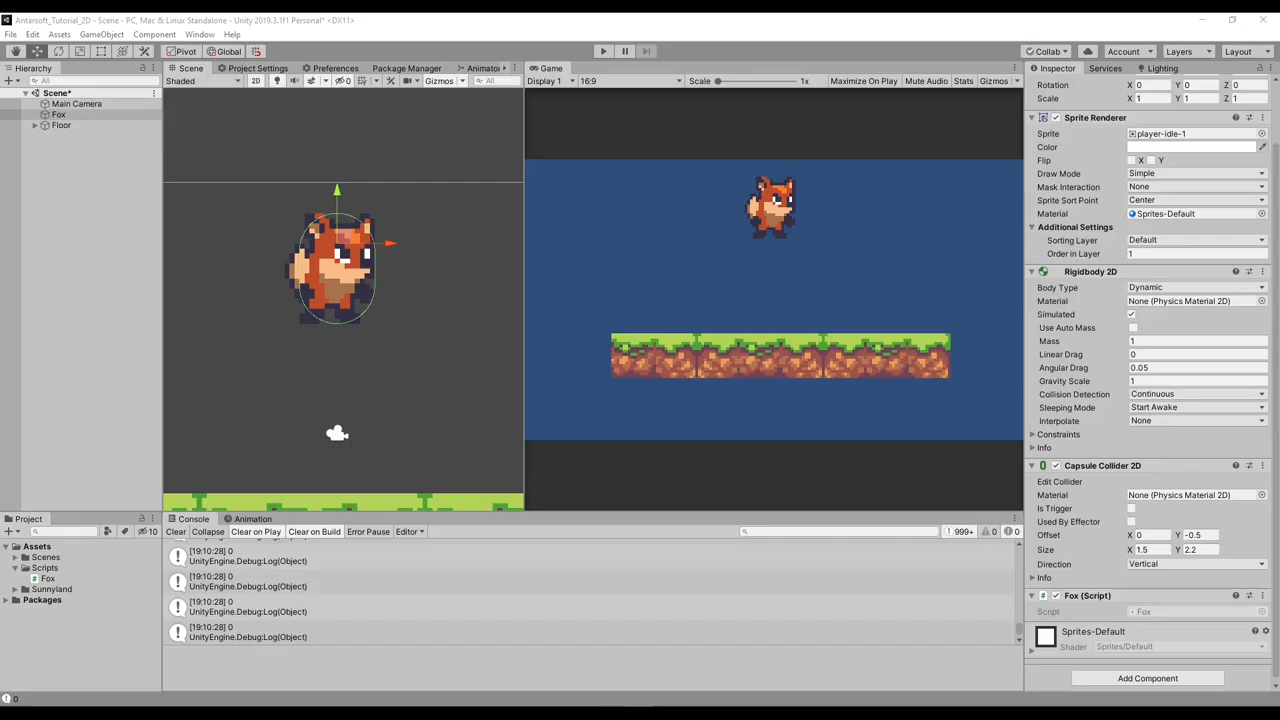 Antarsoft_Tutorial_2D - Scene - PC, Mac & Linux Standalone - Unity 2019.3.1f1 Personal* <DX11>
File Edit Assets GameObject Component Window Help
Pivot Global Collab Account Layers Layout
Hierarchy
All
Scene*
Main Camera
Fox
Floor
Scene Project Settings Preferences Package Manager Animator
Shaded 2D 0 Gizmos All
Game
Display 1 16:9 Scale 1x Maximize On Play Mute Audio Stats Gizmos
Inspector Services Lighting
Rotation X 0 Y 0 Z 0
Scale X 1 Y 1 Z 1
Sprite Renderer
Sprite player-idle-1
Color
Flip X Y
Draw Mode Simple
Mask Interaction None
Sprite Sort Point Center
Material Sprites-Default
Additional Settings
Sorting Layer Default
Order in Layer 1
Rigidbody 2D
Body Type Dynamic
Material None (Physics Material 2D)
Simulated
Use Auto Mass
Mass 1
Linear Drag 0
Angular Drag 0.05
Gravity Scale 1
Collision Detection Continuous
Sleeping Mode Start Awake
Interpolate None
Constraints
Info
Capsule Collider 2D
Edit Collider
Material None (Physics Material 2D)
Is Trigger
Used By Effector
Offset X 0 Y -0.5
Size X 1.5 Y 2.2
Direction Vertical
Info
Fox (Script)
Script Fox
Sprites-Default
Shader Sprites/Default
Add Component
Project
10
Assets
Scenes
Scripts
Fox
Sunnyland
Packages
Console Animation
Clear Collapse Clear on Play Clear on Build Error Pause Editor 999+ 0 0
[19:10:28] 0
UnityEngine.Debug:Log(Object)
[19:10:28] 0
UnityEngine.Debug:Log(Object)
[19:10:28] 0
UnityEngine.Debug:Log(Object)
[19:10:28] 0
UnityEngine.Debug:Log(Object)
0